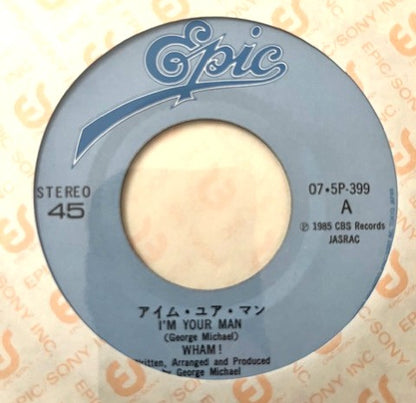 Epic
STEREO
45
07・5P-399
A
Ⓟ 1985 CBS Records
JASRAC
アイム・ユア・マン
I'M YOUR MAN
(George Michael)
WHAM!
Written, Arranged and Produced
by George Michael
EPIC SONY INC.